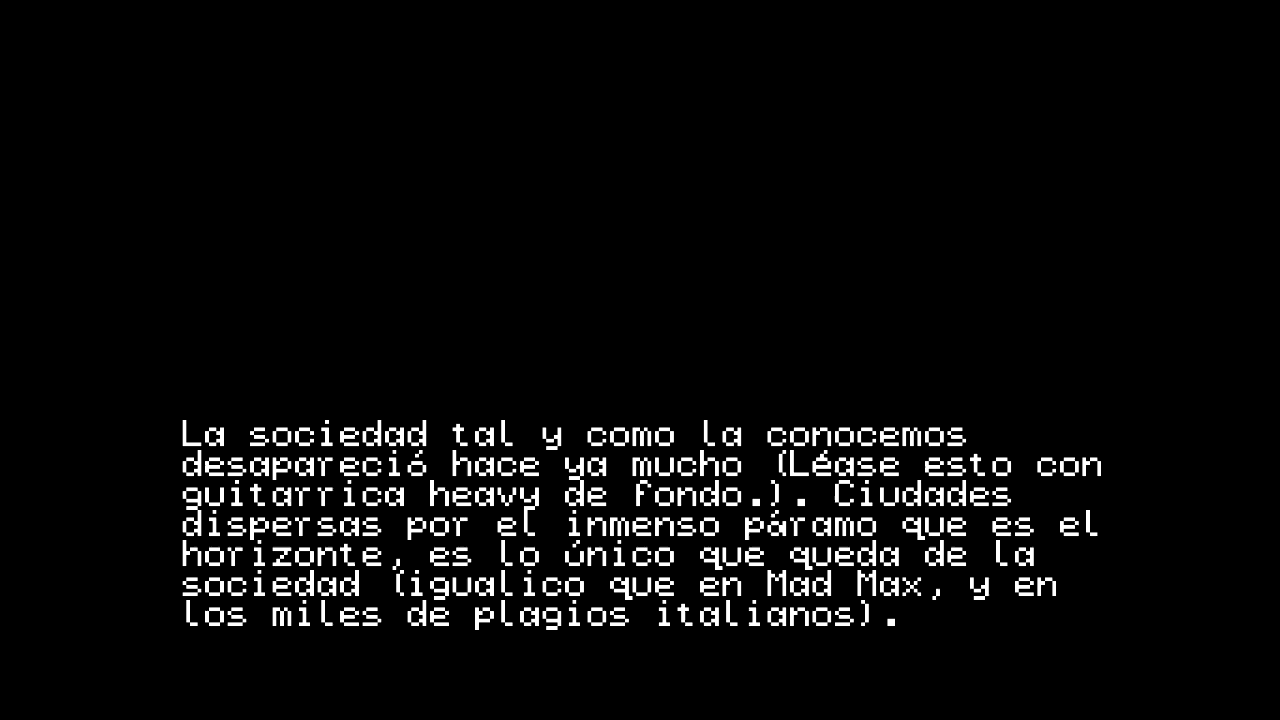 La sociedad tal y como la conocemos
desapareció hace ya mucho (Léase esto con
guitarrica heavy de fondo.). Ciudades
dispersas por el inmenso páramo que es el
horizonte, es lo único que queda de la
sociedad (igualico que en Mad Max, y en
los miles de plagios italianos).